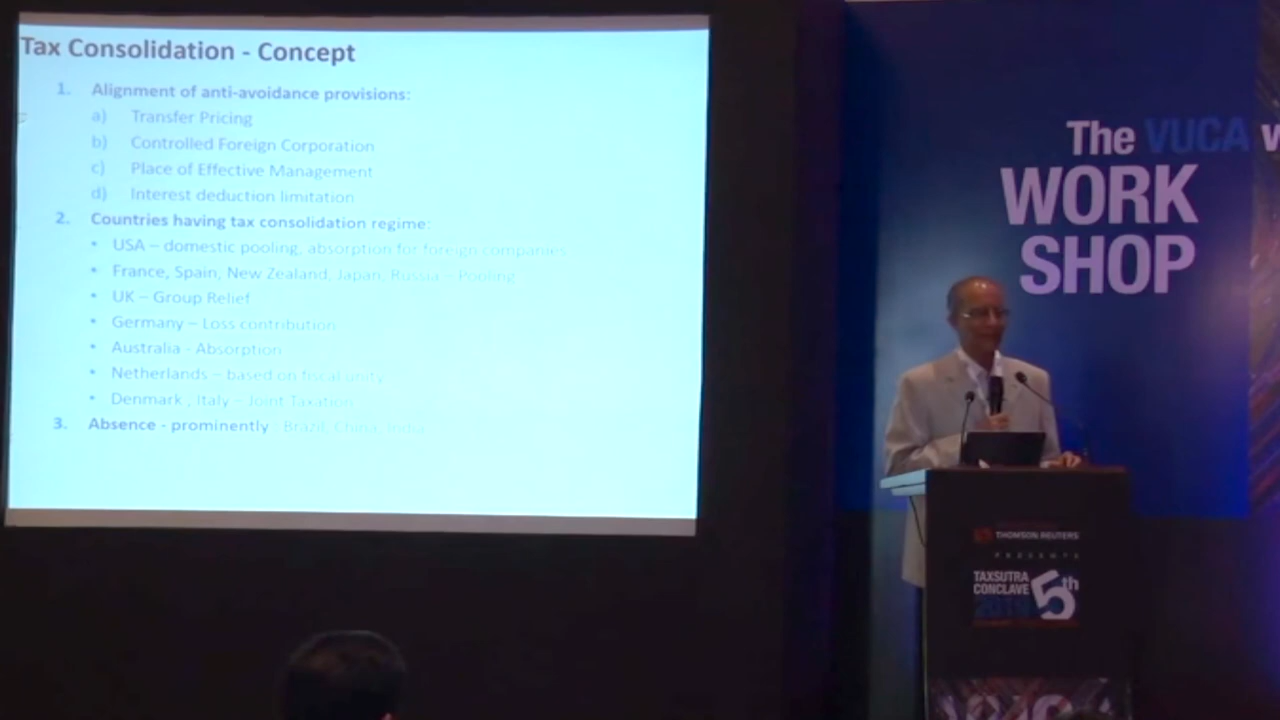 Tax Consolidation - Concept
1. Alignment of anti-avoidance provisions:
a) Transfer Pricing
b) Controlled Foreign Corporation
c) Place of Effective Management
d) Interest deduction limitation
2. Countries having tax consolidation regime:
• USA – domestic pooling, absorption for foreign companies
• France, Spain, New Zealand, Japan, Russia – Pooling
• UK – Group Relief
• Germany – Loss contribution
• Australia - Absorption
• Netherlands – based on fiscal unity
• Denmark , Italy – Joint Taxation
3. Absence - prominently - Brazil, China, India
The VUCA
WORK
SHOP
THOMSON REUTERS
PRESENTS
TAXSUTRA
CONCLAVE
5th